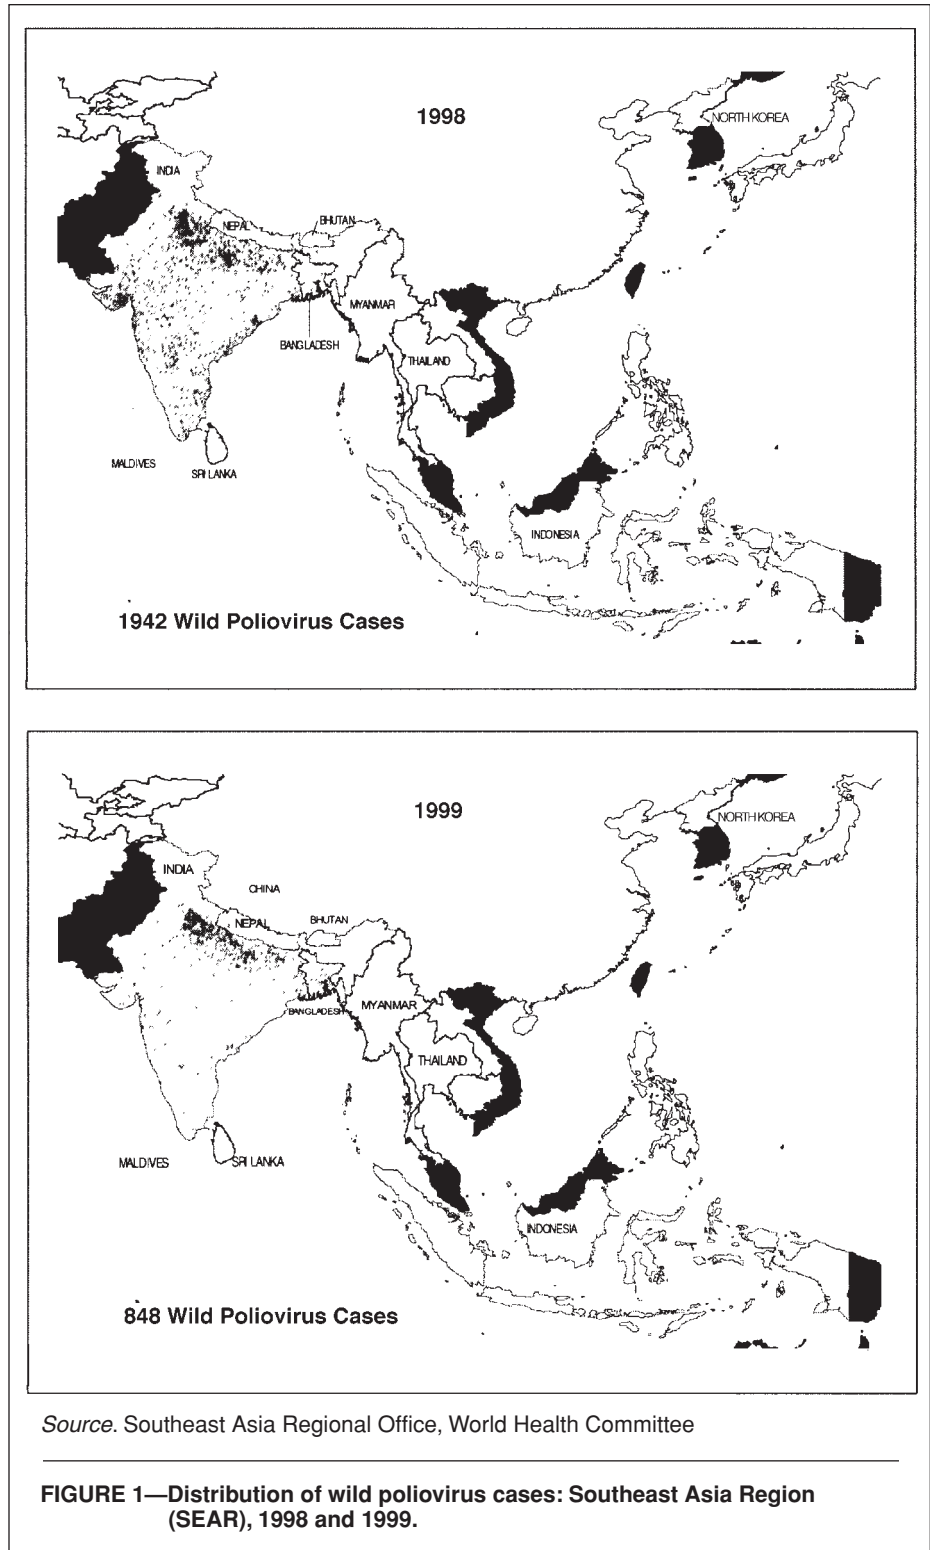 1998
NORTH KOREA
INDIA
NEPAL
BHUTAN
MYANMAR
BANGLADESH
THAILAND
MALDIVES
SRI LANKA
INDONESIA
1942 Wild Poliovirus Cases
1999
NORTH KOREA
INDIA
CHINA
NEPAL
BHUTAN
MYANMAR
BANGLADESH
THAILAND
MALDIVES
SRI LANKA
INDONESIA
848 Wild Poliovirus Cases
Source. Southeast Asia Regional Office, World Health Committee
FIGURE 1—Distribution of wild poliovirus cases: Southeast Asia Region
(SEAR), 1998 and 1999.